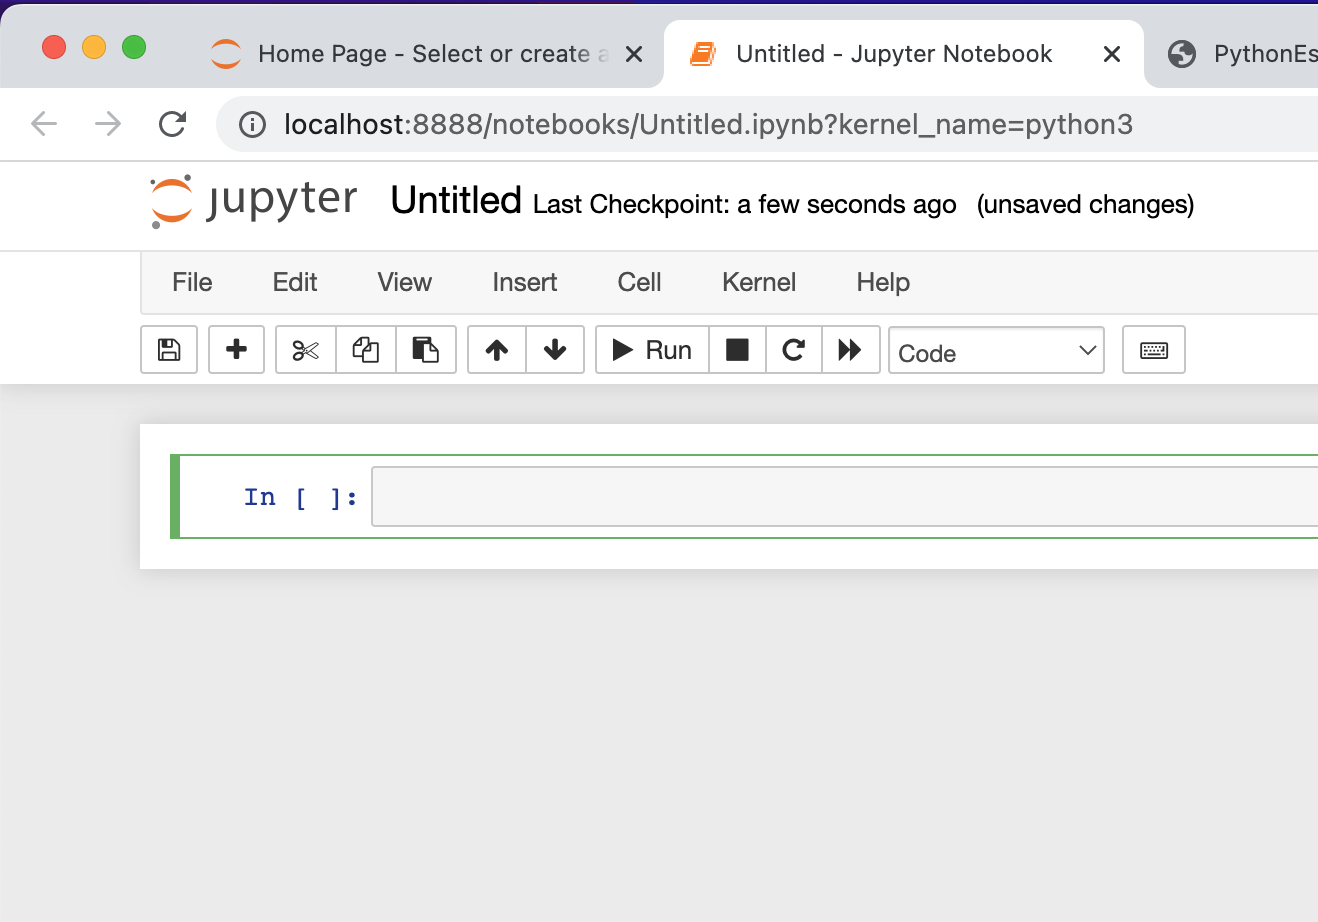 Home Page - Select or create a Untitled - Jupyter Notebook PythonEs
localhost:8888/notebooks/Untitled.ipynb?kernel_name=python3
jupyter Untitled Last Checkpoint: a few seconds ago (unsaved changes)
File Edit View Insert Cell Kernel Help
Run Code
In [ ]: